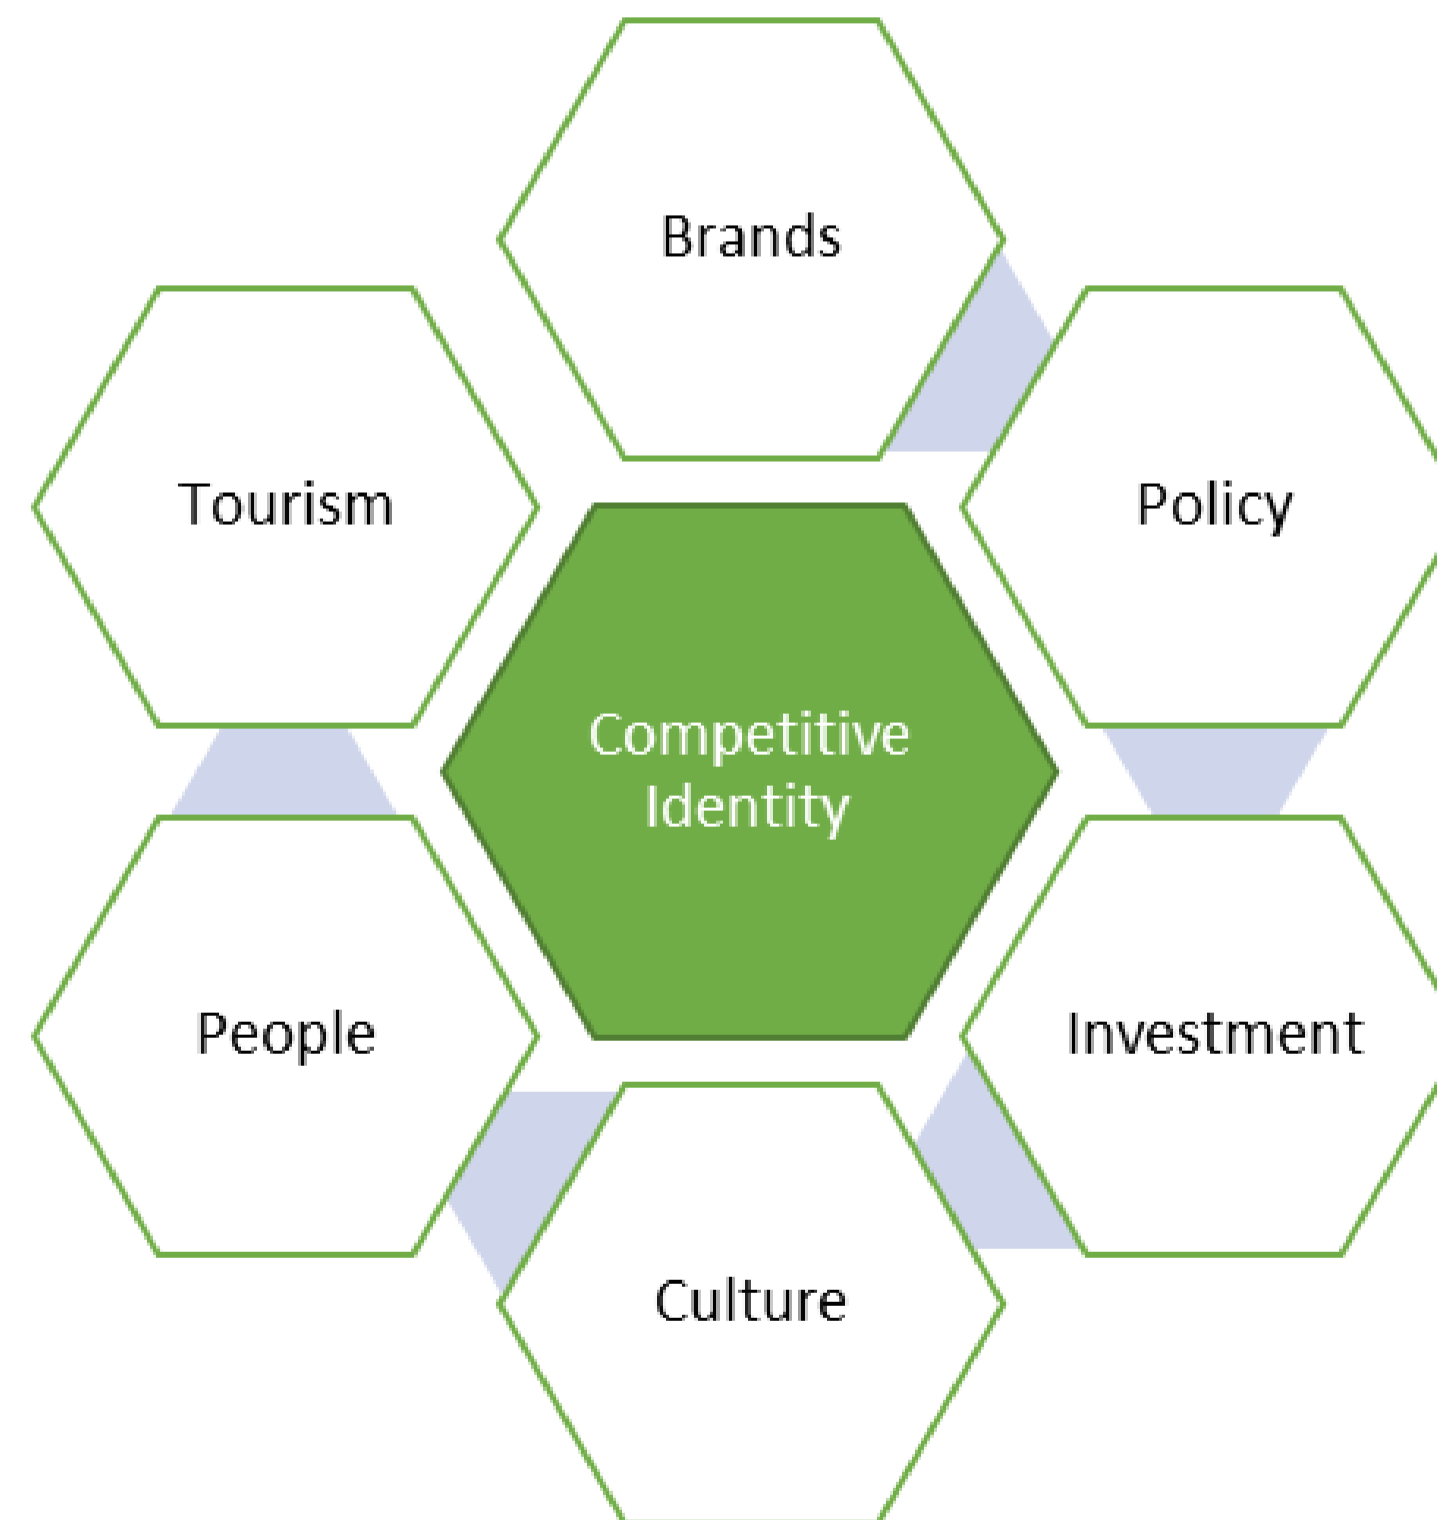 Brands
Tourism
Policy
Competitive
Identity
People
Investment
Culture